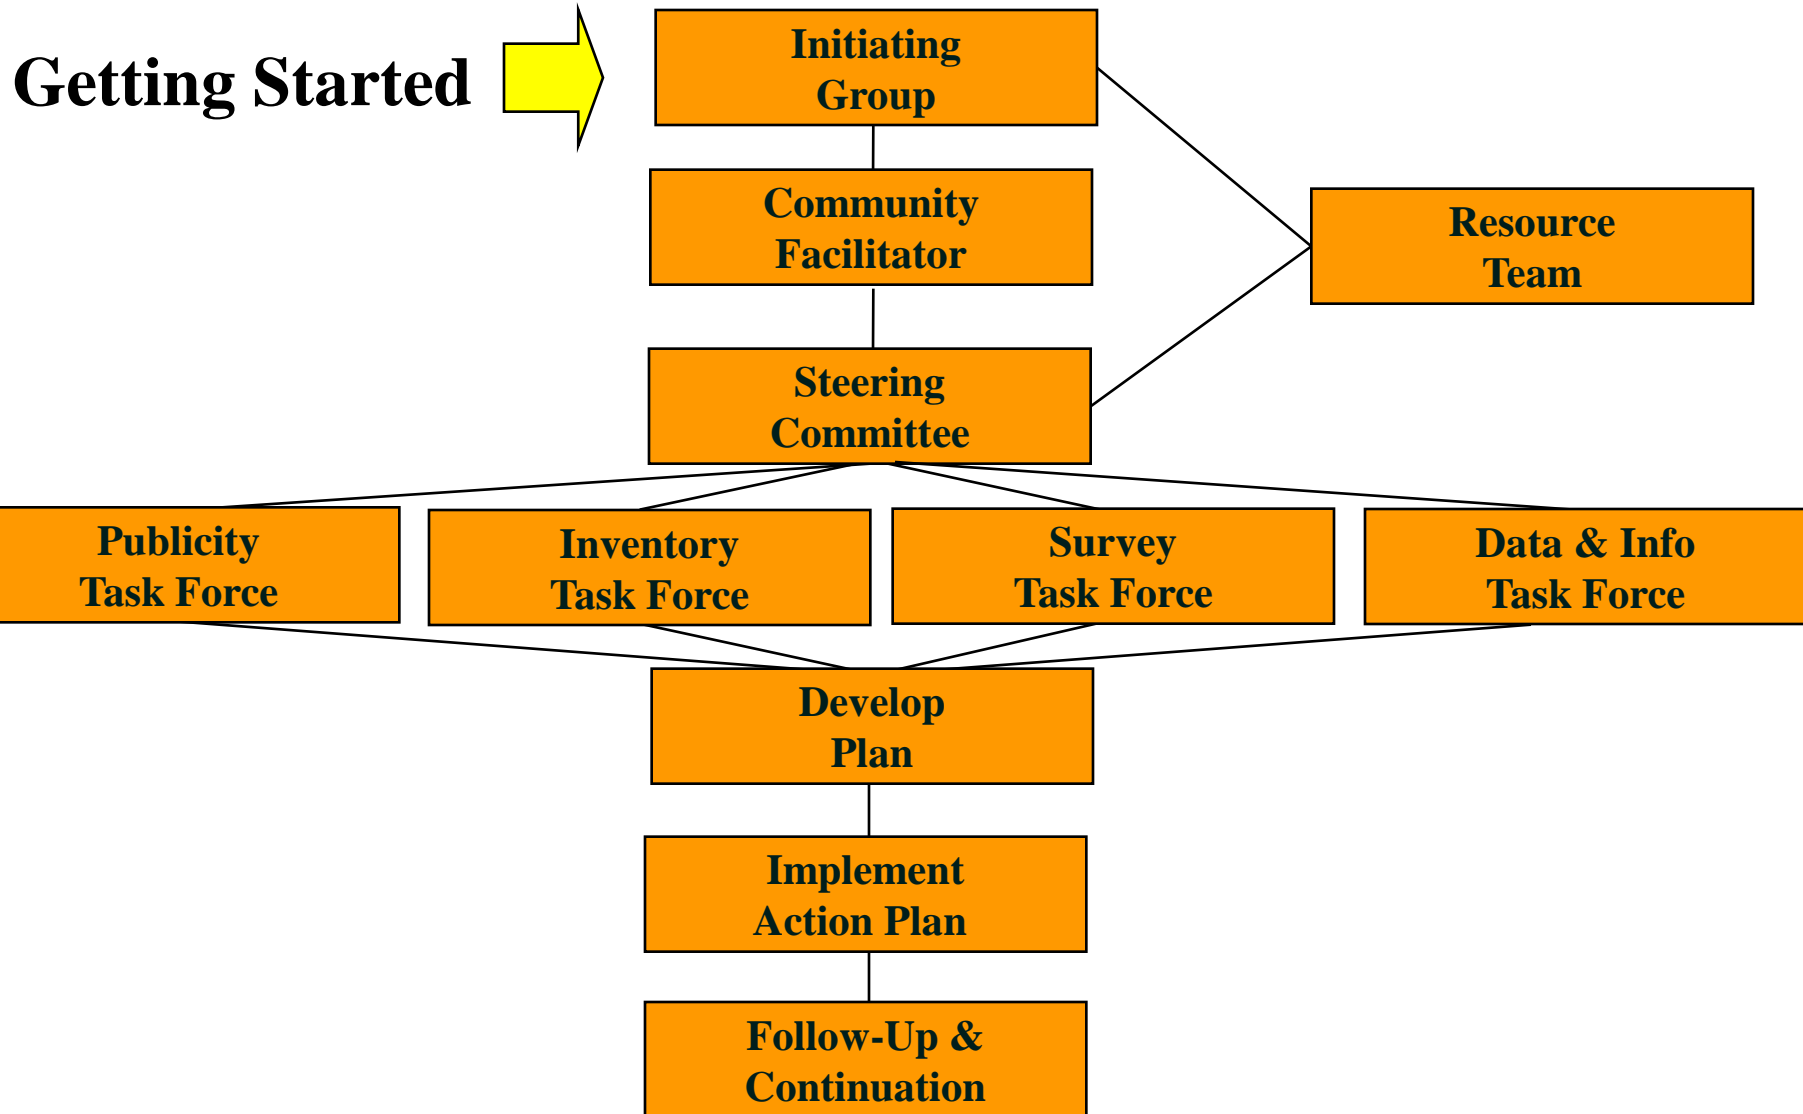 Getting Started
Initiating
Group
Community
Facilitator
Resource
Team
Steering
Committee
Publicity
Task Force
Inventory
Task Force
Survey
Task Force
Data & Info
Task Force
Develop
Plan
Implement
Action Plan
Follow-Up &
Continuation